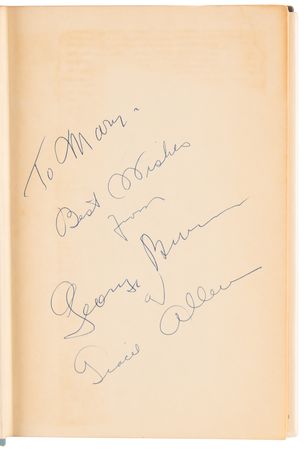 To Mary.
Best Wishes
from
George Burns
&
Gracie Allen